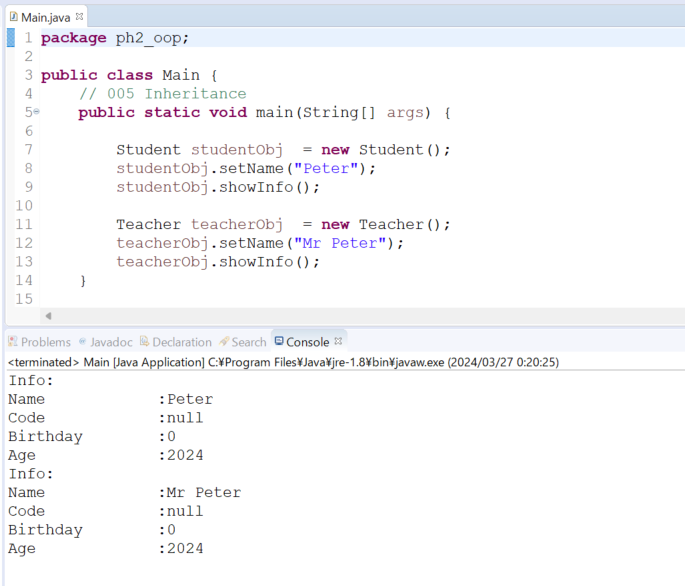 Main.java
1 package ph2_oop;
2
3 public class Main {
4 // 005 Inheritance
5 public static void main(String[] args) {
6
7 Student studentObj = new Student();
8 studentObj.setName("Peter");
9 studentObj.showInfo();
10
11 Teacher teacherObj = new Teacher();
12 teacherObj.setName("Mr Peter");
13 teacherObj.showInfo();
14 }
15
Problems Javadoc Declaration Search Console
<terminated> Main [Java Application] C:¥Program Files¥Java¥jre-1.8¥bin¥javaw.exe (2024/03/27 0:20:25)
Info:
Name :Peter
Code :null
Birthday :0
Age :2024
Info:
Name :Mr Peter
Code :null
Birthday :0
Age :2024